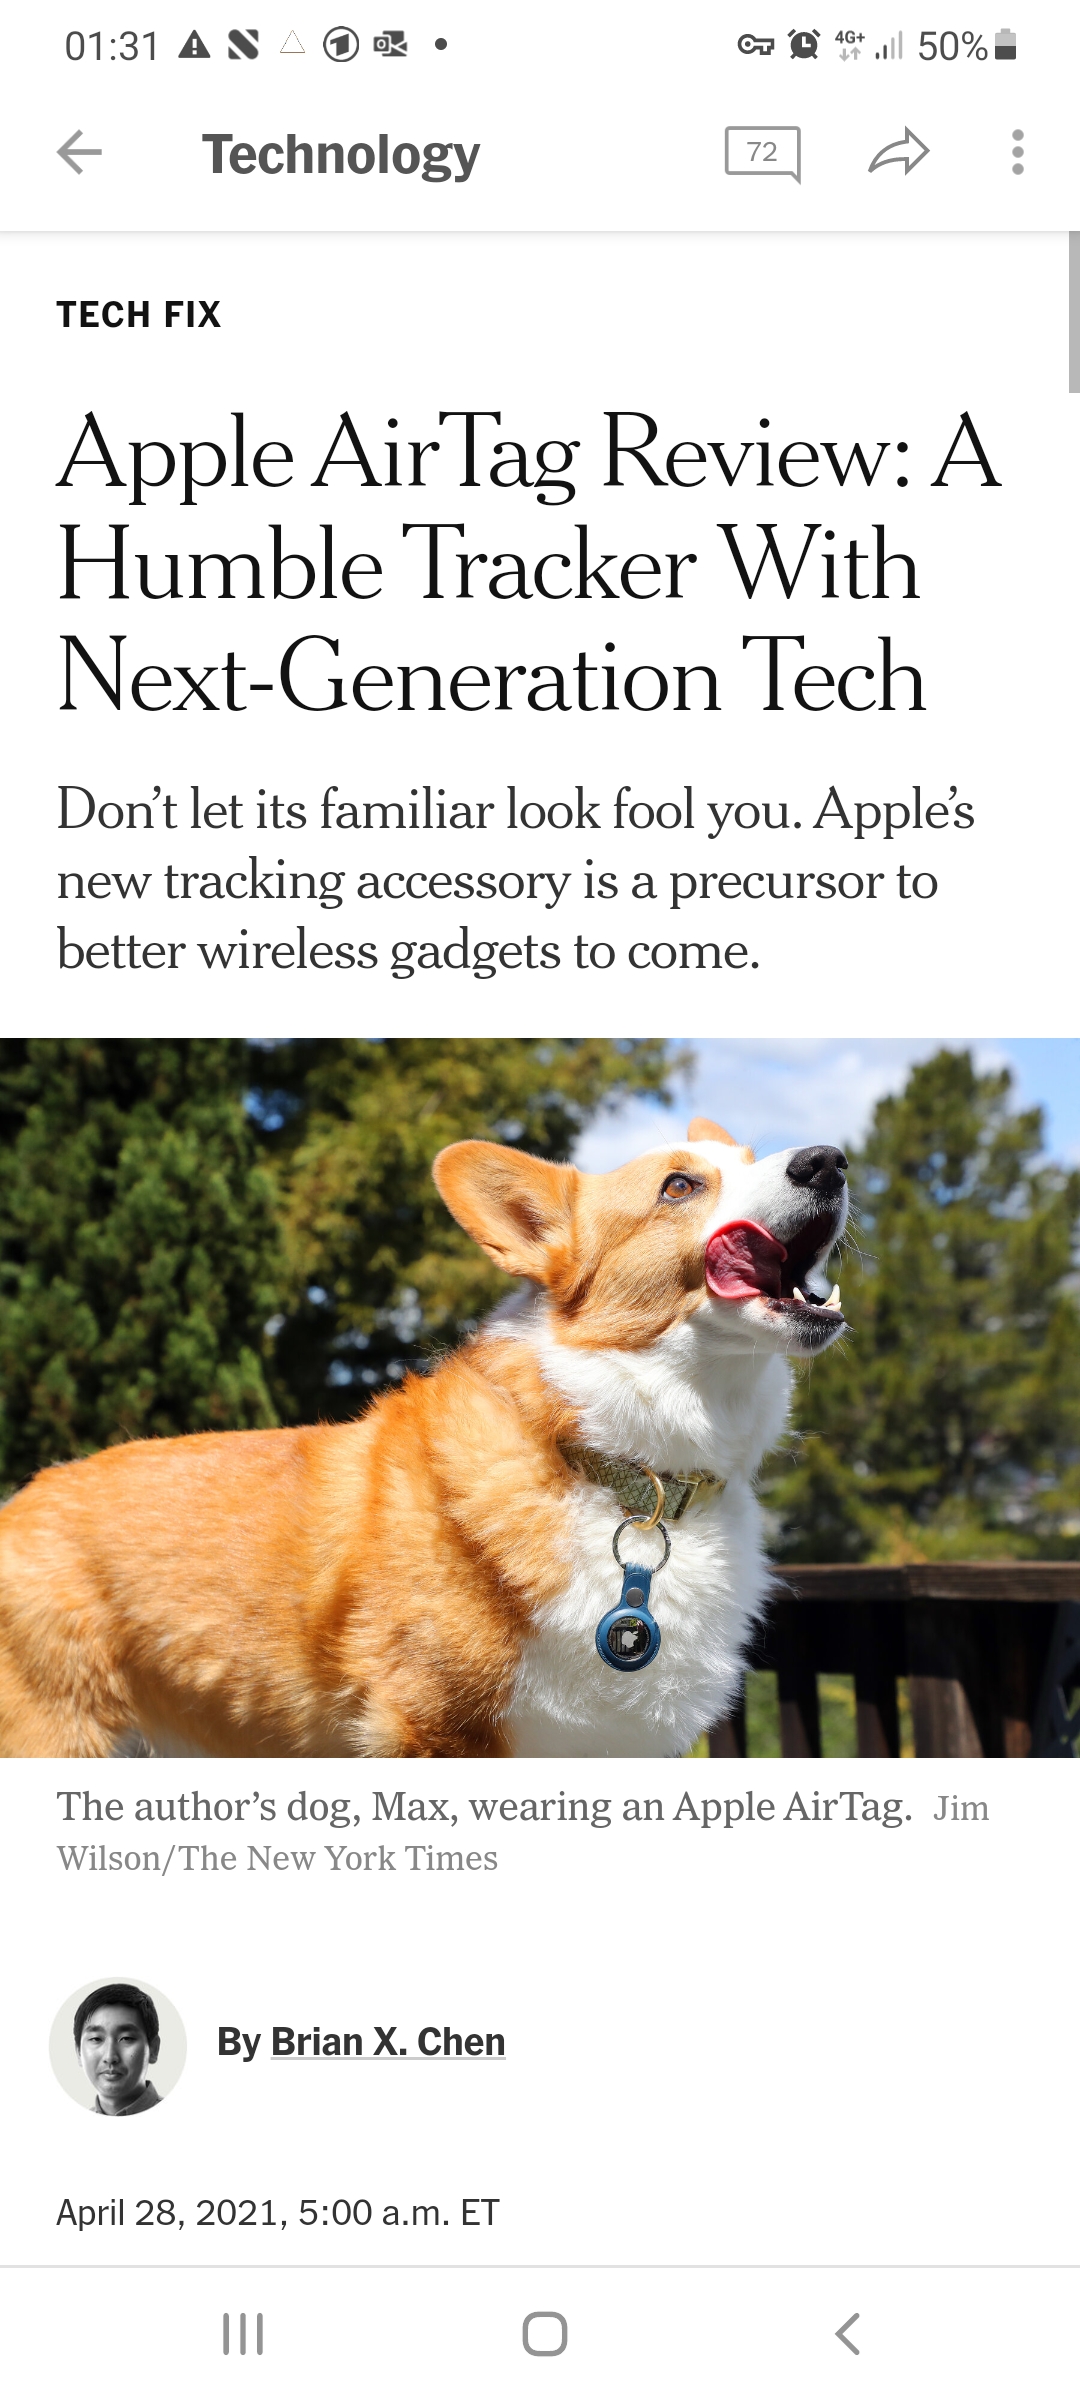 01:31
4G+
50%
Technology
72
TECH FIX
Apple AirTag Review: A
Humble Tracker With
Next-Generation Tech
Don’t let its familiar look fool you. Apple’s
new tracking accessory is a precursor to
better wireless gadgets to come.
The author’s dog, Max, wearing an Apple AirTag. Jim
Wilson/The New York Times
By Brian X. Chen
April 28, 2021, 5:00 a.m. ET